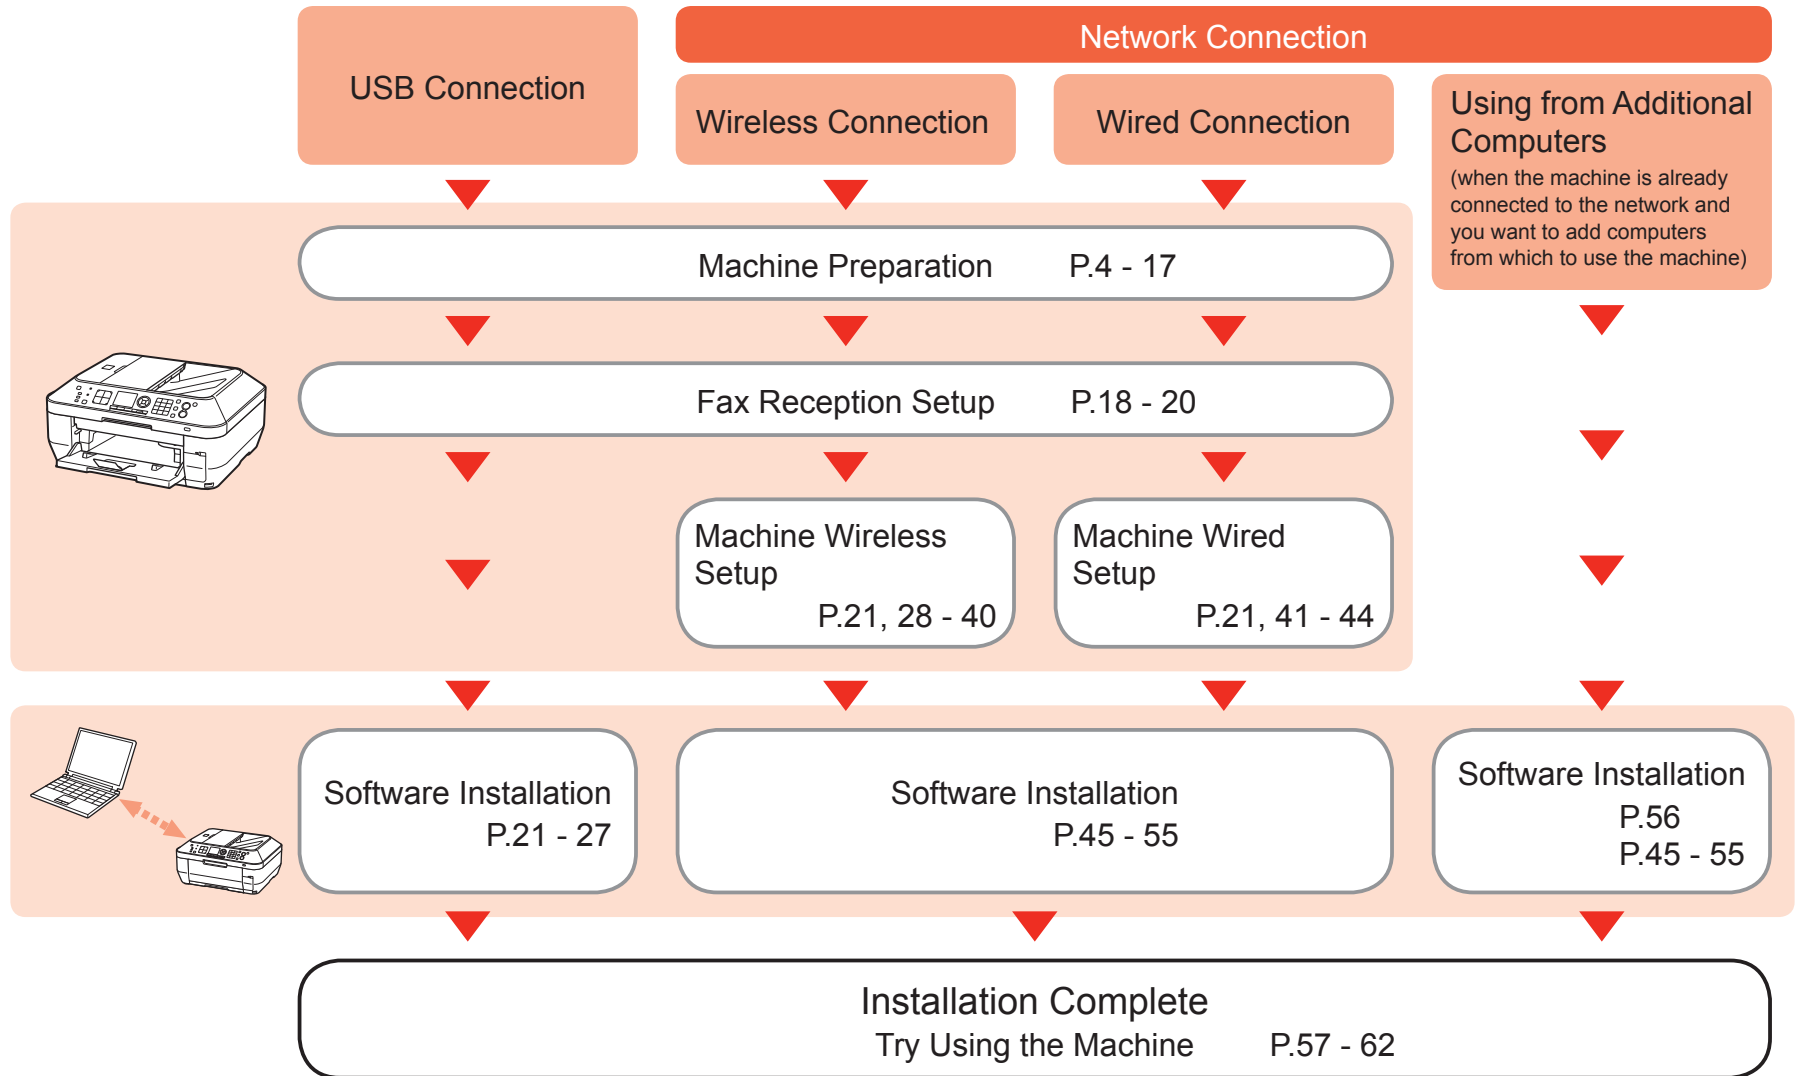 Network Connection
USB Connection
Wireless Connection
Wired Connection
Using from Additional
Computers
(when the machine is already
connected to the network and
you want to add computers
from which to use the machine)
Machine Preparation P.4 - 17
Fax Reception Setup P.18 - 20
Machine Wireless
Setup
P.21, 28 - 40
Machine Wired
Setup
P.21, 41 - 44
Software Installation
P.21 - 27
Software Installation
P.45 - 55
Software Installation
P.56
P.45 - 55
Installation Complete
Try Using the Machine P.57 - 62